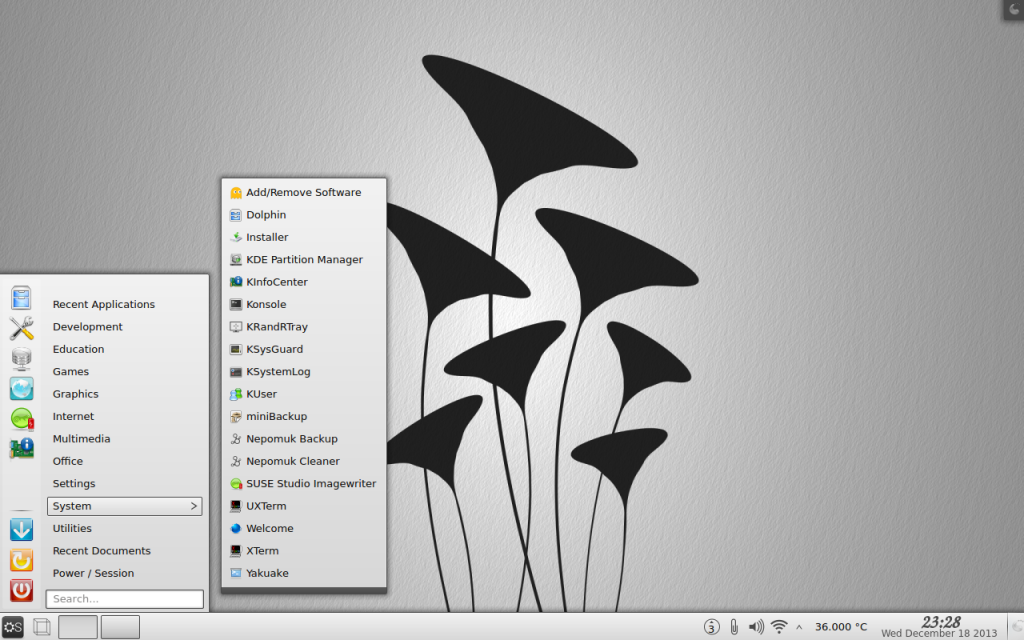 Add/Remove Software
Dolphin
Installer
KDE Partition Manager
KInfoCenter
Konsole
KRandRTray
KSysGuard
KSystemLog
KUser
miniBackup
Nepomuk Backup
Nepomuk Cleaner
SUSE Studio Imagewriter
UXTerm
Welcome
XTerm
Yakuake
Recent Applications
Development
Education
Games
Graphics
Internet
Multimedia
Office
Settings
System >
Utilities
Recent Documents
Power / Session
Search...
OS
3
36.000 °C
23:28
Wed December 18 2013